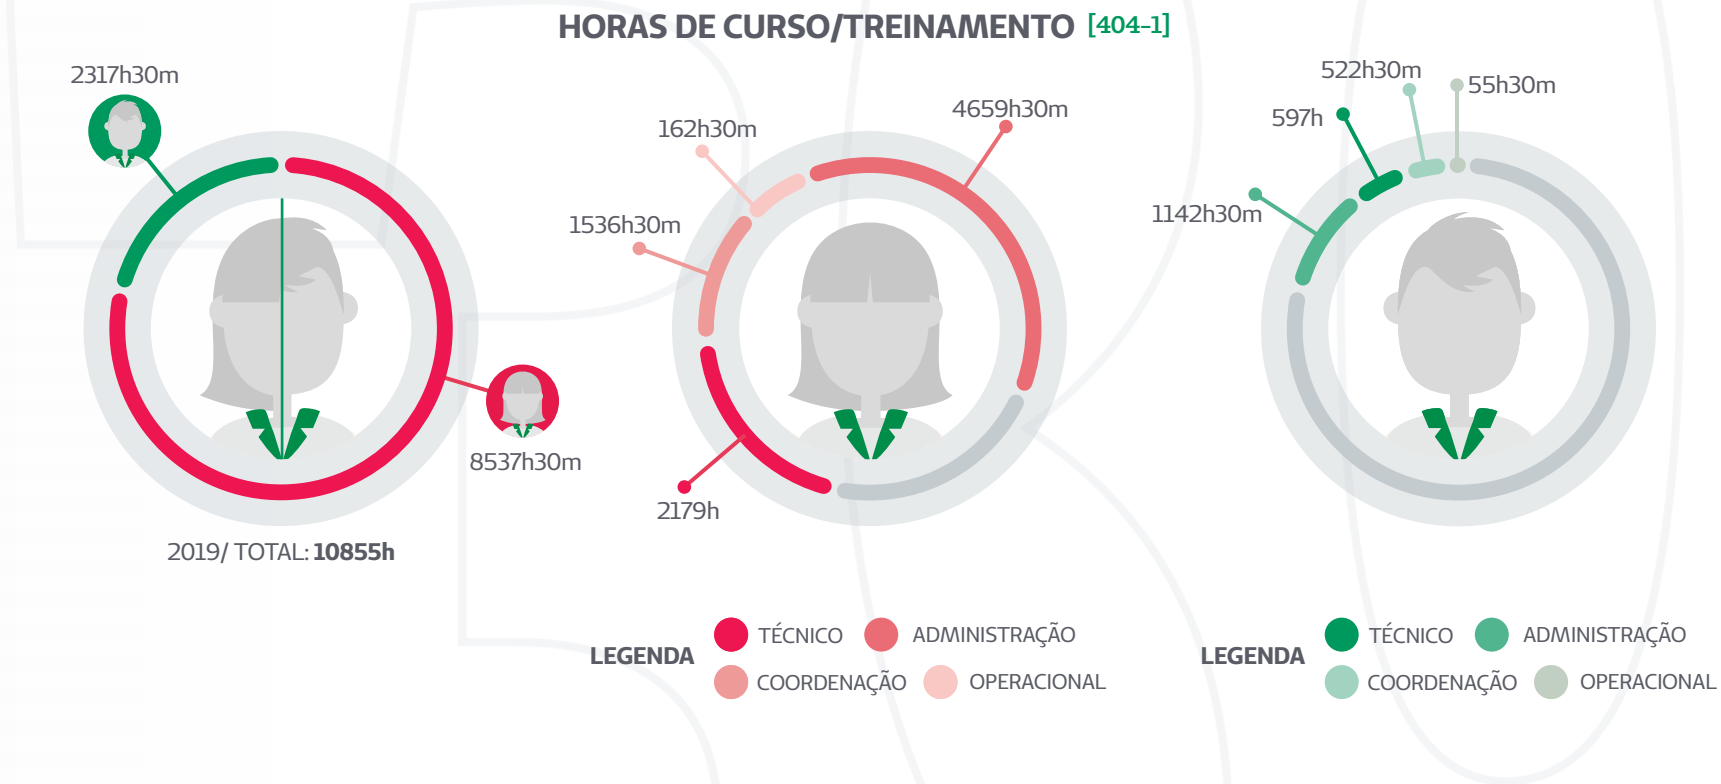 HORAS DE CURSO/TREINAMENTO [404-1]
2317h30m
8537h30m
2019/ TOTAL: 10855h
4659h30m
162h30m
1536h30m
2179h
522h30m
55h30m
597h
1142h30m
LEGENDA
TÉCNICO
ADMINISTRAÇÃO
COORDENAÇÃO
OPERACIONAL
LEGENDA
TÉCNICO
ADMINISTRAÇÃO
COORDENAÇÃO
OPERACIONAL